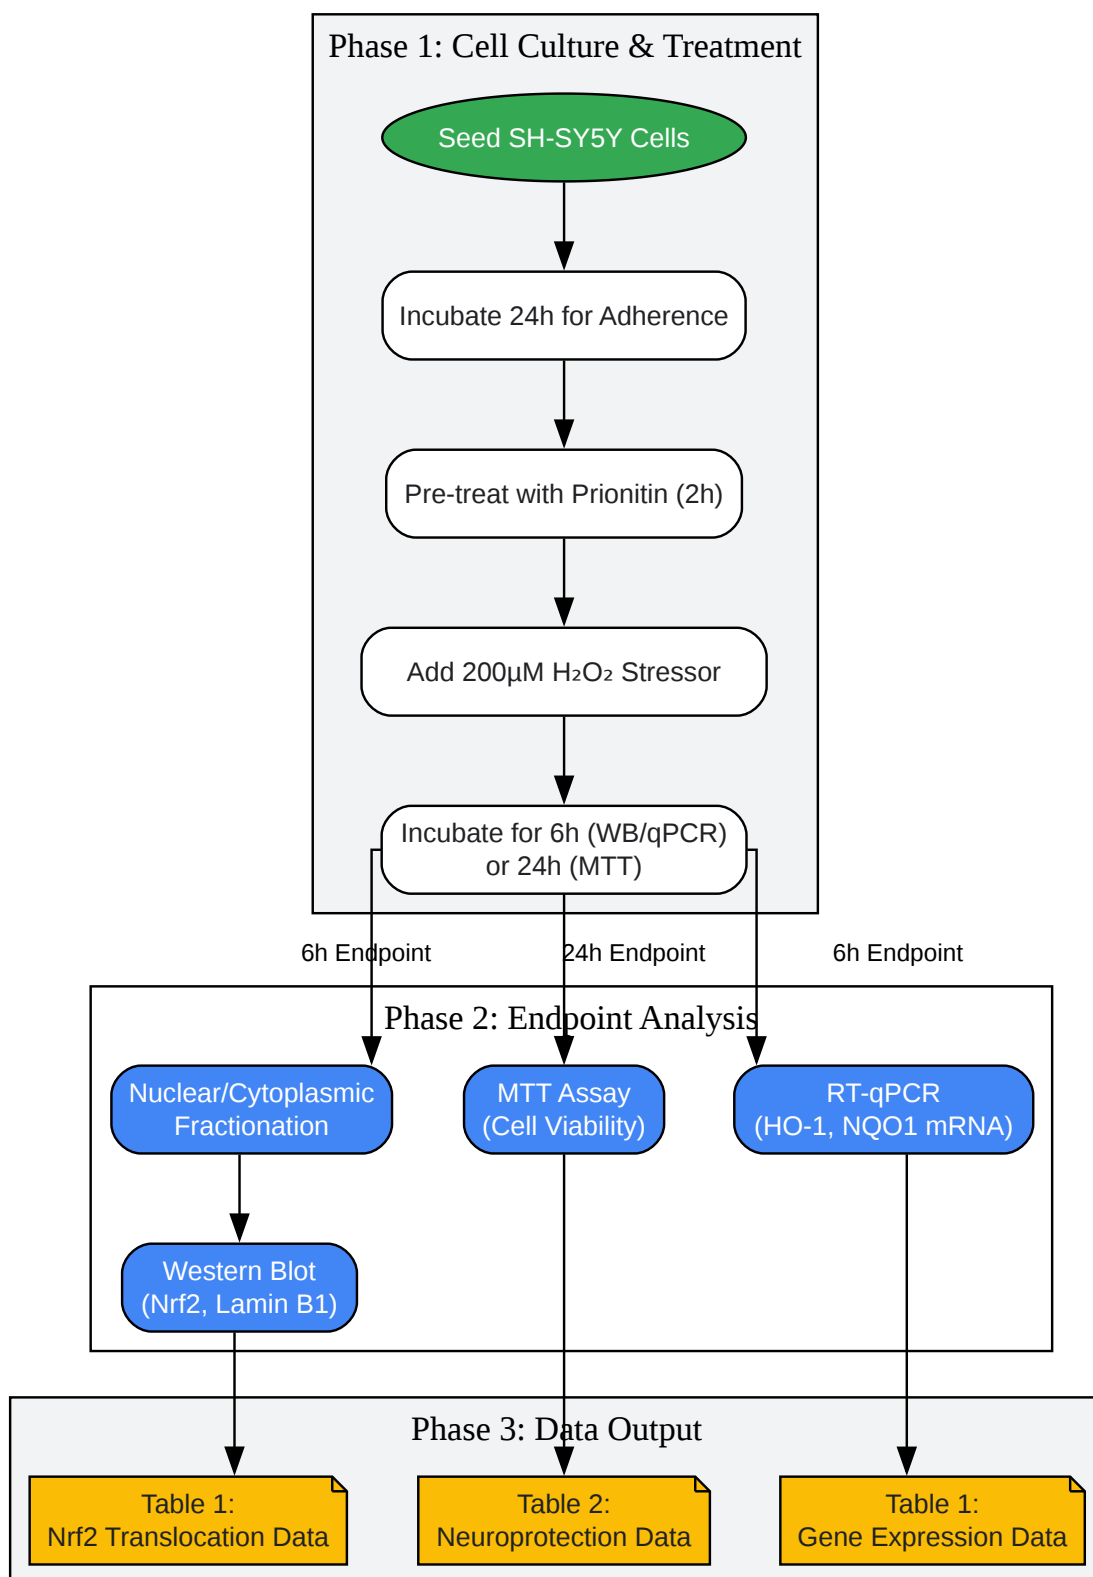 Phase 1: Cell Culture & Treatment
Seed SH-SY5Y Cells
Incubate 24h for Adherence
Pre-treat with Prionitin (2h)
Add 200µM H₂O₂ Stressor
Incubate for 6h (WB/qPCR)
or 24h (MTT)
6h Endpoint
24h Endpoint
6h Endpoint
Phase 2: Endpoint Analysis
Nuclear/Cytoplasmic
Fractionation
MTT Assay
(Cell Viability)
RT-qPCR
(HO-1, NQO1 mRNA)
Western Blot
(Nrf2, Lamin B1)
Phase 3: Data Output
Table 1:
Nrf2 Translocation Data
Table 2:
Neuroprotection Data
Table 1:
Gene Expression Data